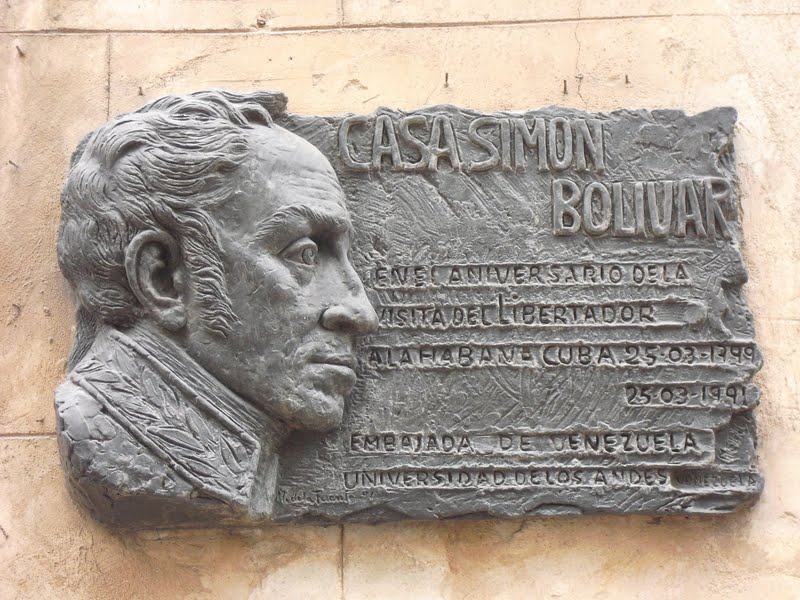 CASA SIMON
BOLIVAR
EN EL ANIVERSARIO DE LA
VISITA DEL LIBERTADOR
A LA HABANA CUBA. 25-03-1799
25-03-1991
EMBAJADA DE VENEZUELA
UNIVERSIDAD DE LOS ANDES VENEZUELA